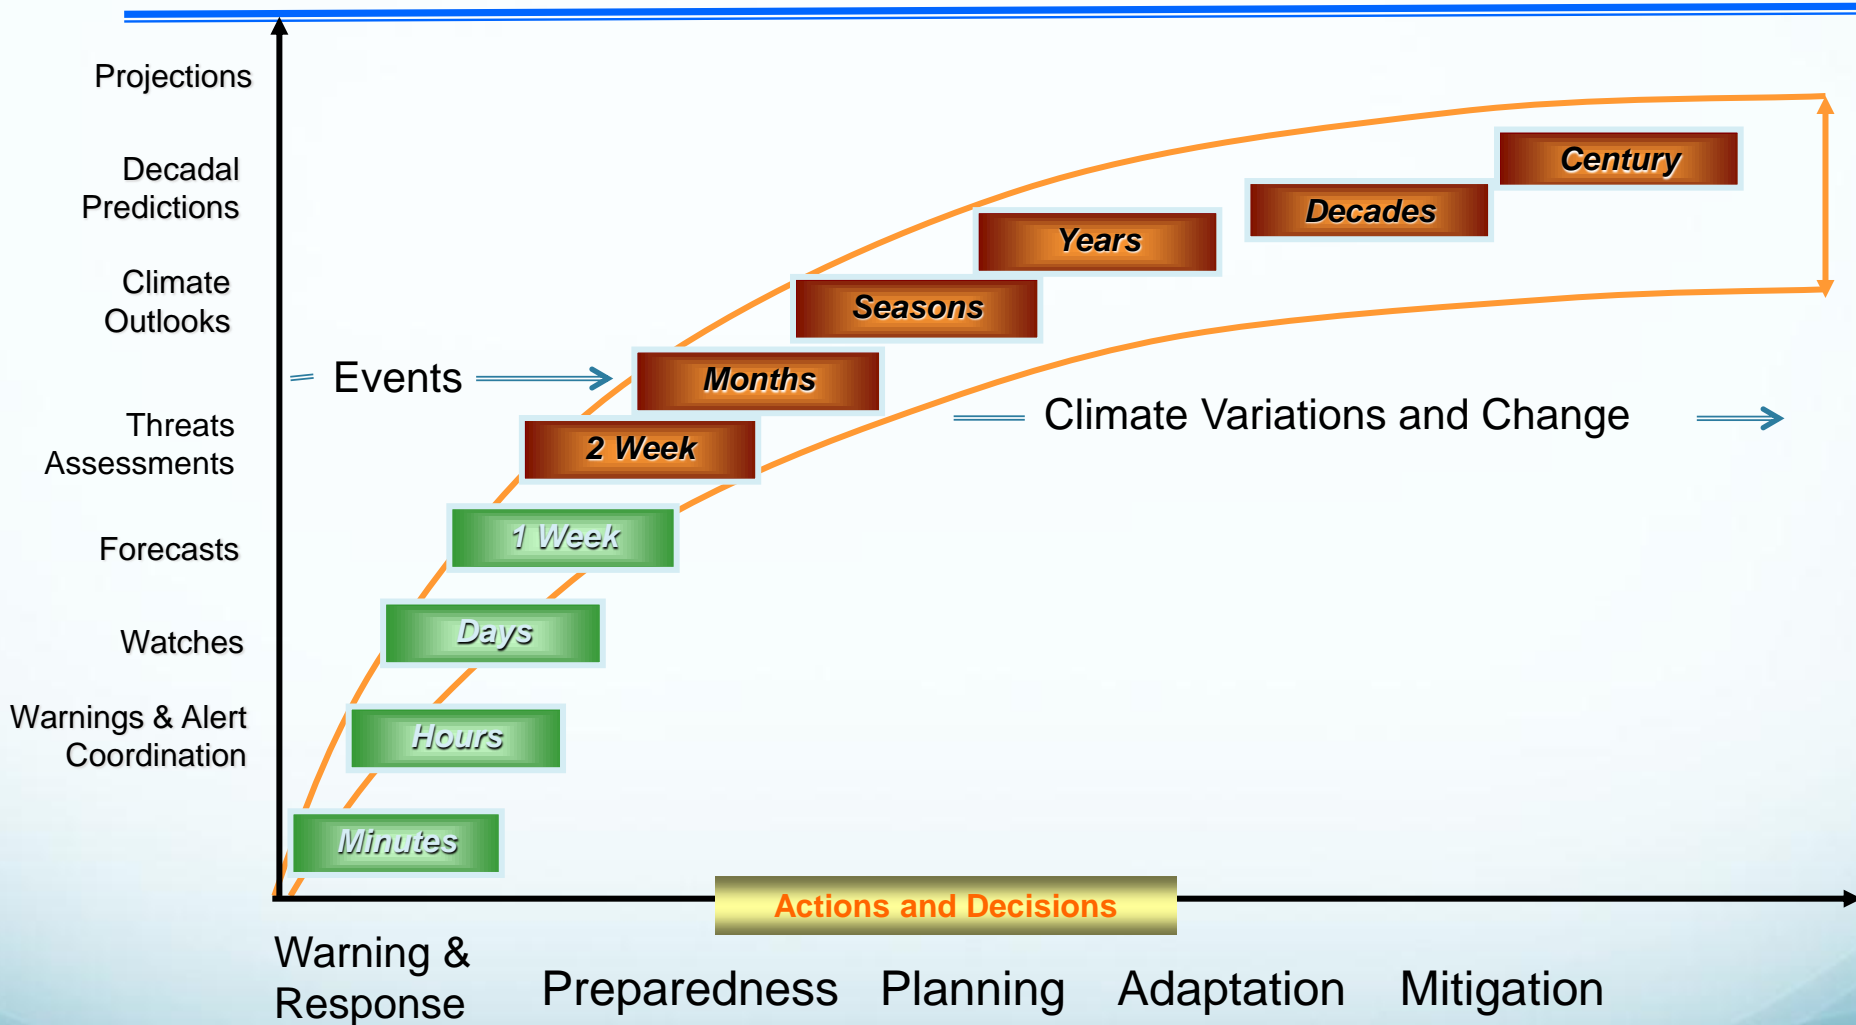 Projections
Century
Decadal
Predictions
Decades
Years
Climate
Outlooks
Seasons
Events
Months
Climate Variations and Change
Threats
Assessments
2 Week
Forecasts
1 Week
Watches
Days
Warnings & Alert
Coordination
Hours
Minutes
Actions and Decisions
Warning &
Response
Preparedness
Planning
Adaptation
Mitigation